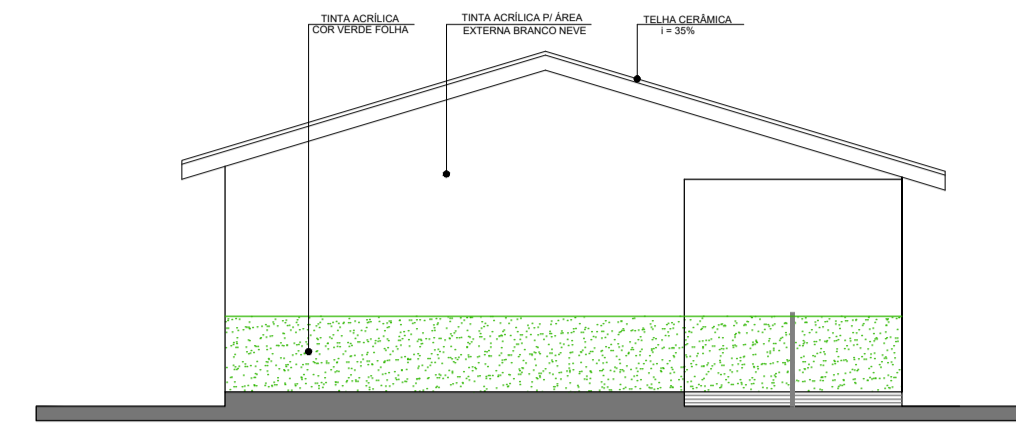 TINTA ACRÍLICA
COR VERDE FOLHA
TINTA ACRÍLICA P/ ÁREA
EXTERNA BRANCO NEVE
TELHA CERÂMICA
i = 35%